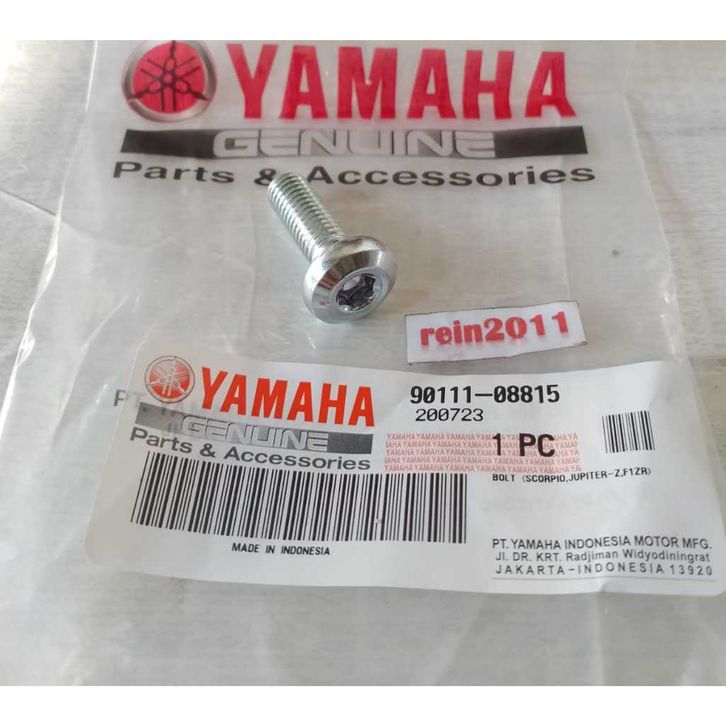 YAMAHA
GENUINE
Parts & Accessories
rein2011
YAMAHA
GENUINE
Parts & Accessories
90111-08815
200723
YAMAHAYAMAHAYAMAHAYAMAHAYA
1 PC
BOLT (SCORPIO,JUPITER-Z,F1ZR)
MADE IN INDONESIA
PT. YAMAHA INDONESIA MOTOR MFG.
JL. DR. KRT. Radjiman Widyodiningrat
JAKARTA-INDONESIA 13920